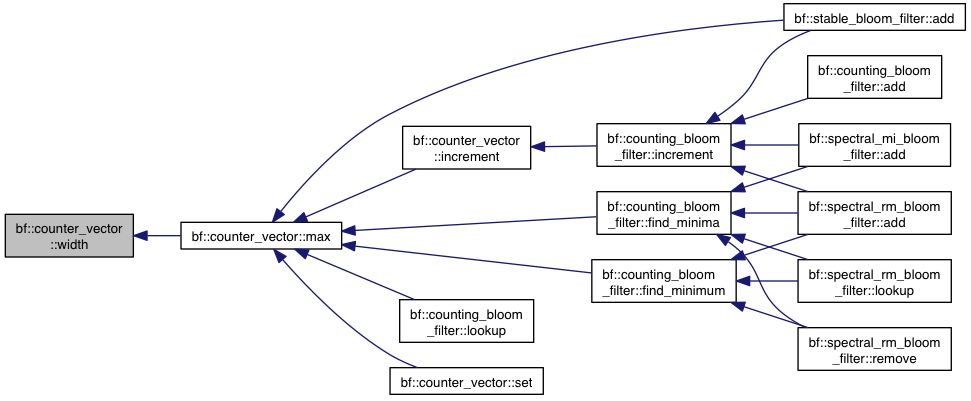 bf::counter_vector
::width
bf::counter_vector::max
bf::stable_bloom_filter::add
bf::counter_vector
::increment
bf::counting_bloom
_filter::increment
bf::counting_bloom
_filter::add
bf::spectral_mi_bloom
_filter::add
bf::counting_bloom
_filter::find_minima
bf::spectral_rm_bloom
_filter::add
bf::counting_bloom
_filter::find_minimum
bf::spectral_rm_bloom
_filter::lookup
bf::spectral_rm_bloom
_filter::remove
bf::counting_bloom
_filter::lookup
bf::counter_vector::set